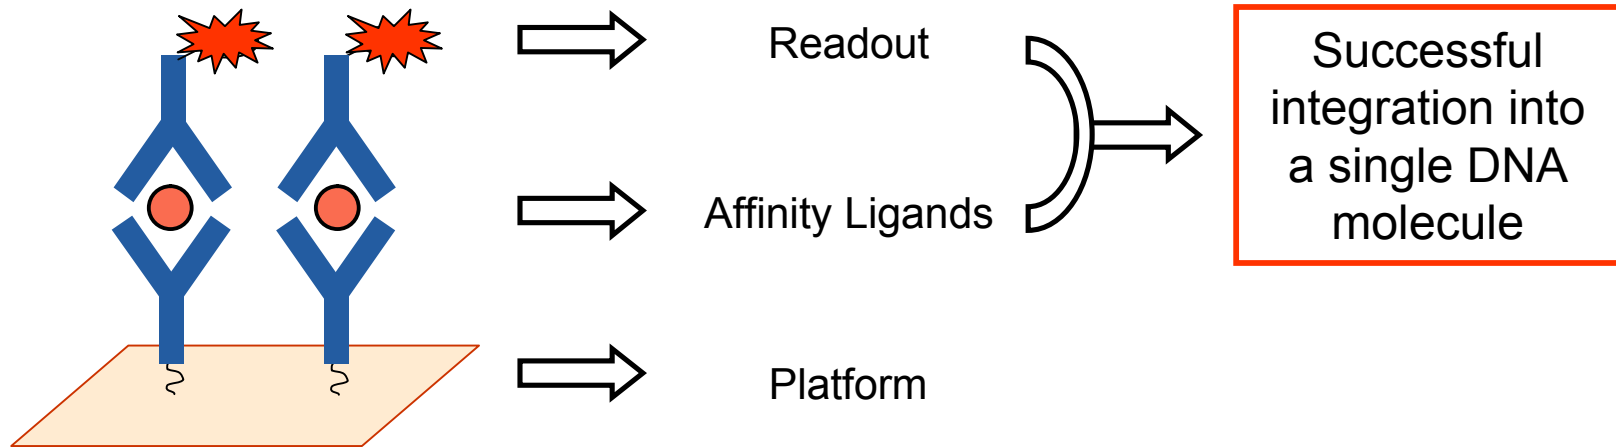 Readout
Affinity Ligands
Platform
Successful
integration into
a single DNA
molecule